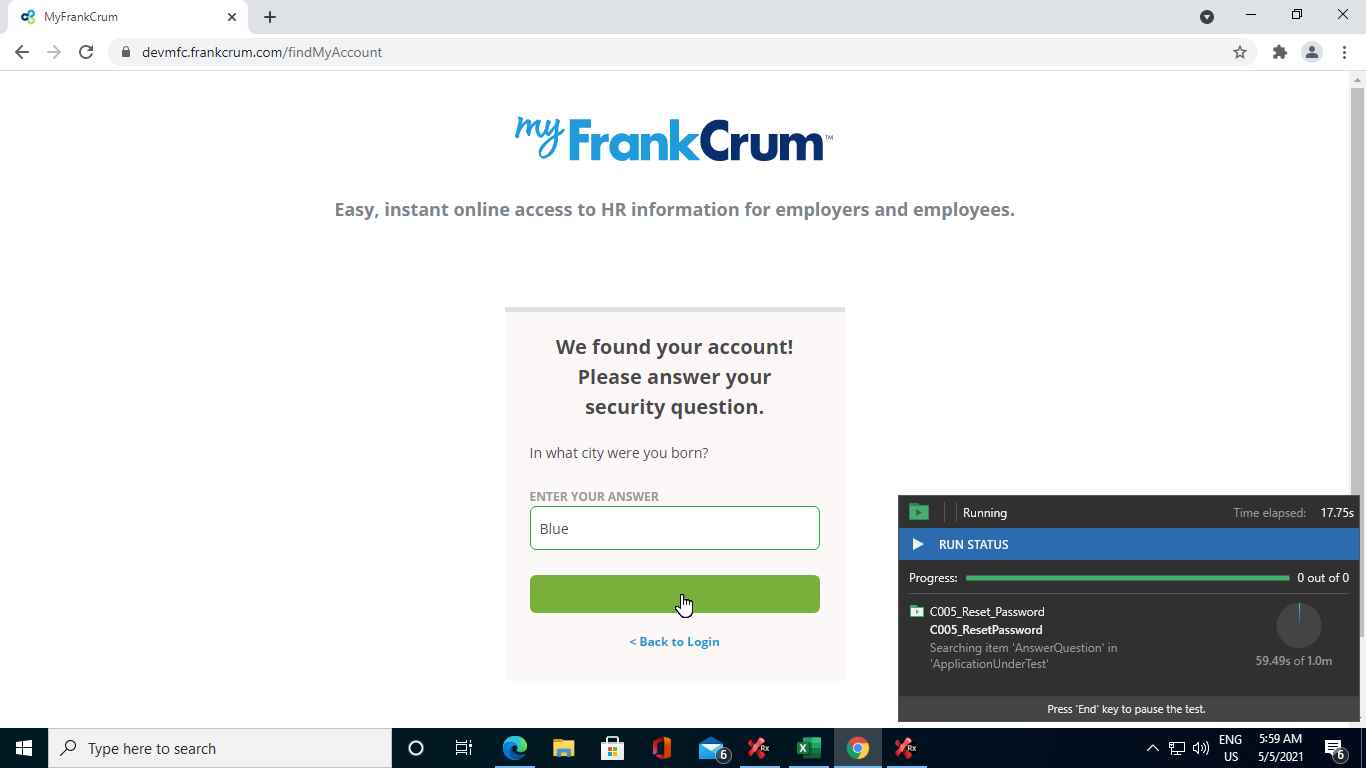 MyFrankCrum
devmfc.frankcrum.com/findMyAccount
my FrankCrum™
Easy, instant online access to HR information for employers and employees.
We found your account!
Please answer your
security question.
In what city were you born?
ENTER YOUR ANSWER
Blue
< Back to Login
Running
Time elapsed: 17.75s
RUN STATUS
Progress: 0 out of 0
C005_Reset_Password
C005_ResetPassword
Searching item 'AnswerQuestion' in
'ApplicationUnderTest'
59.49s of 1.0m
Press 'End' key to pause the test.
Type here to search
6
Rx
Rx
ENG
US
5:59 AM
5/5/2021
6